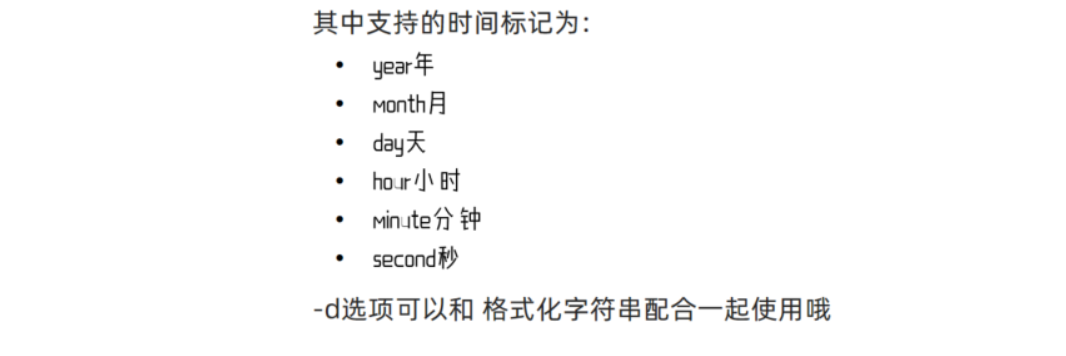 其中支持的时间标记为：
• year年
• month月
• day天
• hour小时
• minute分钟
• second秒
-d选项可以和 格式化字符串配合一起使用哦